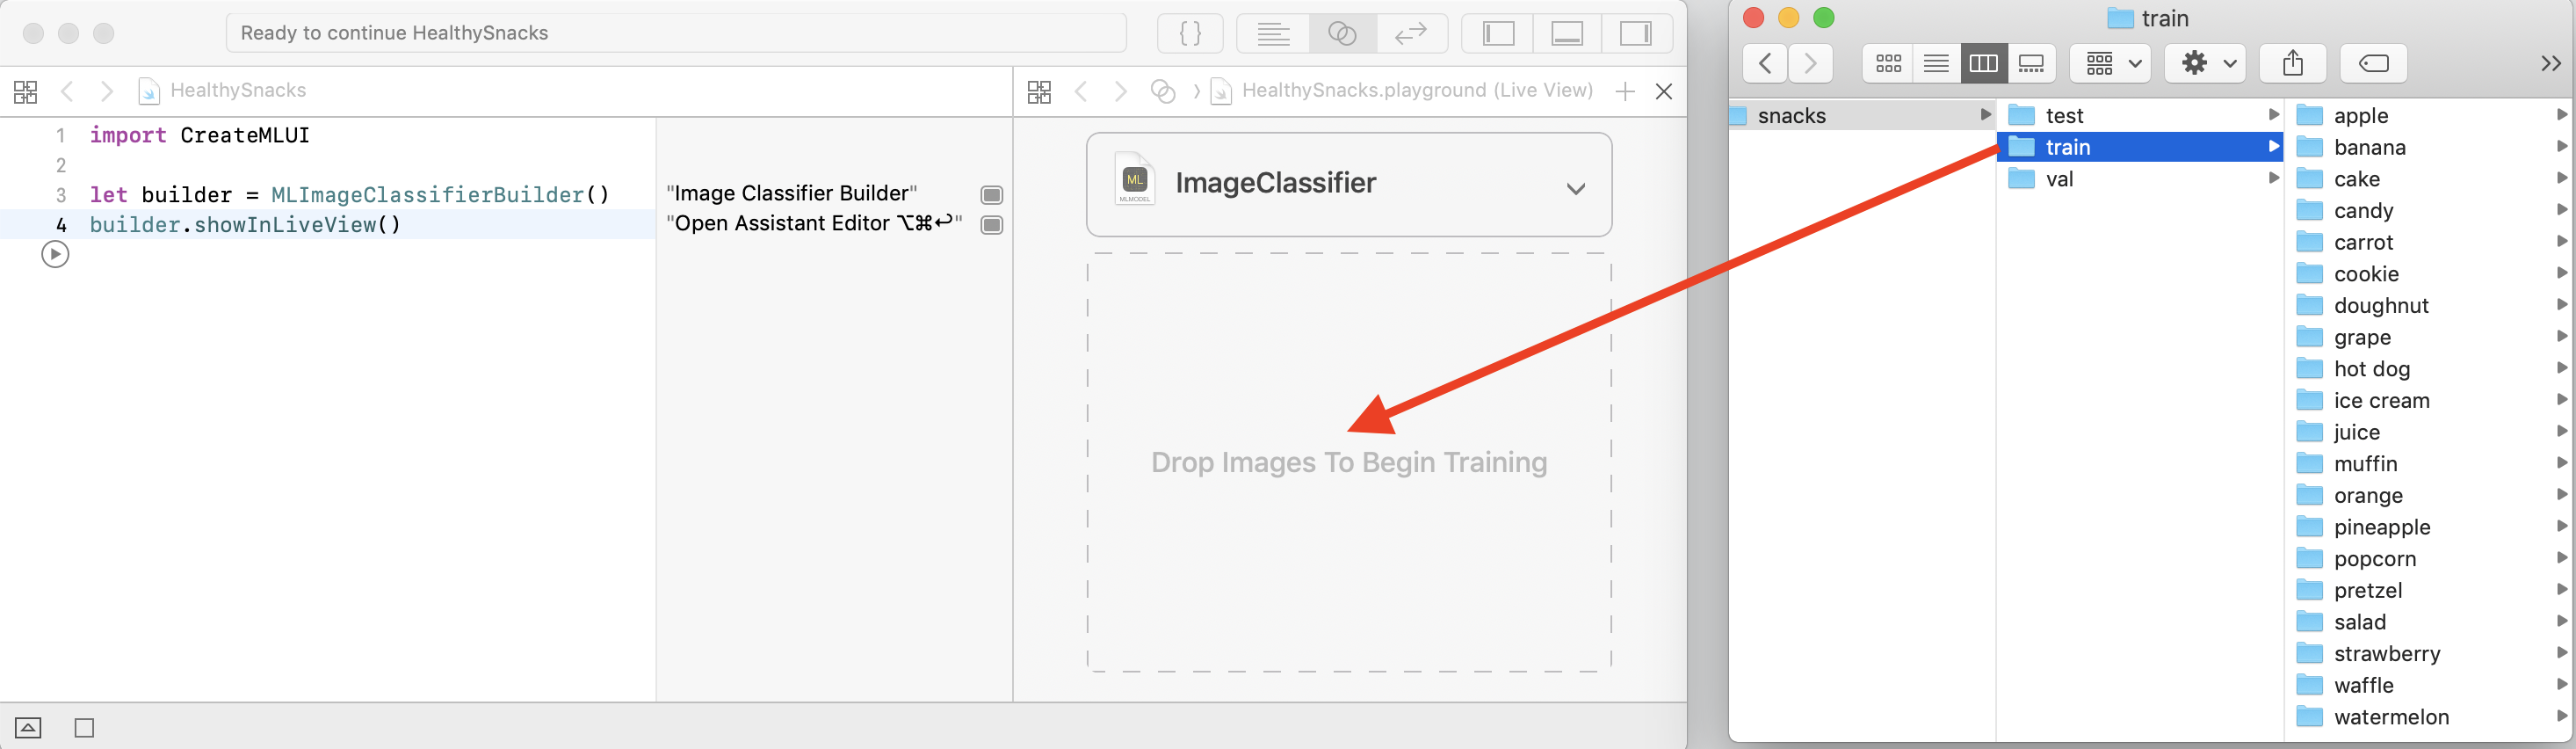 Ready to continue HealthySnacks
{}
HealthySnacks
1 import CreateMLUI
2
3 let builder = MLImageClassifierBuilder()
4 builder.showInLiveView()
"Image Classifier Builder"
"Open Assistant Editor ⌥⌘↩"
HealthySnacks.playground (Live View)
ML
MLMODEL
ImageClassifier
Drop Images To Begin Training
train
snacks
test
train
val
apple
banana
cake
candy
carrot
cookie
doughnut
grape
hot dog
ice cream
juice
muffin
orange
pineapple
popcorn
pretzel
salad
strawberry
waffle
watermelon